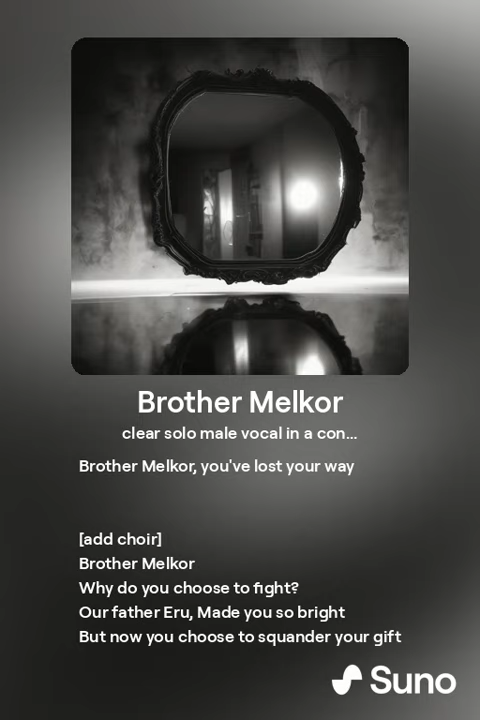 Brother Melkor
clear solo male vocal in a con...
Brother Melkor, you've lost your way
[add choir]
Brother Melkor
Why do you choose to fight?
Our father Eru, Made you so bright
But now you choose to squander your gift
Suno